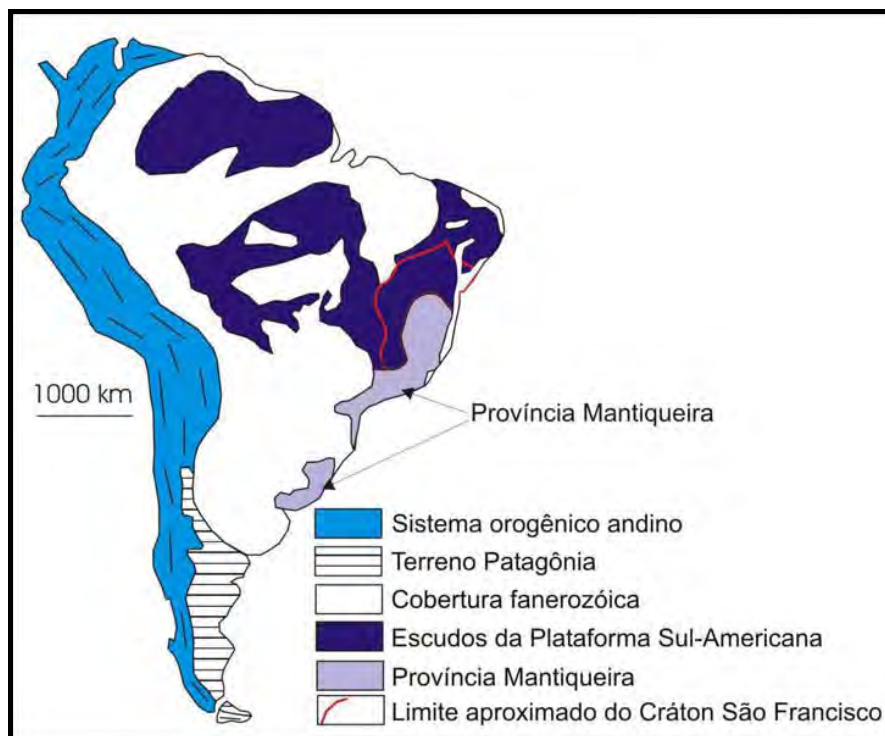 1000 km
Província Mantiqueira
Sistema orogênico andino
Terreno Patagônia
Cobertura fanerozóica
Escudos da Plataforma Sul-Americana
Província Mantiqueira
Limite aproximado do Cráton São Francisco